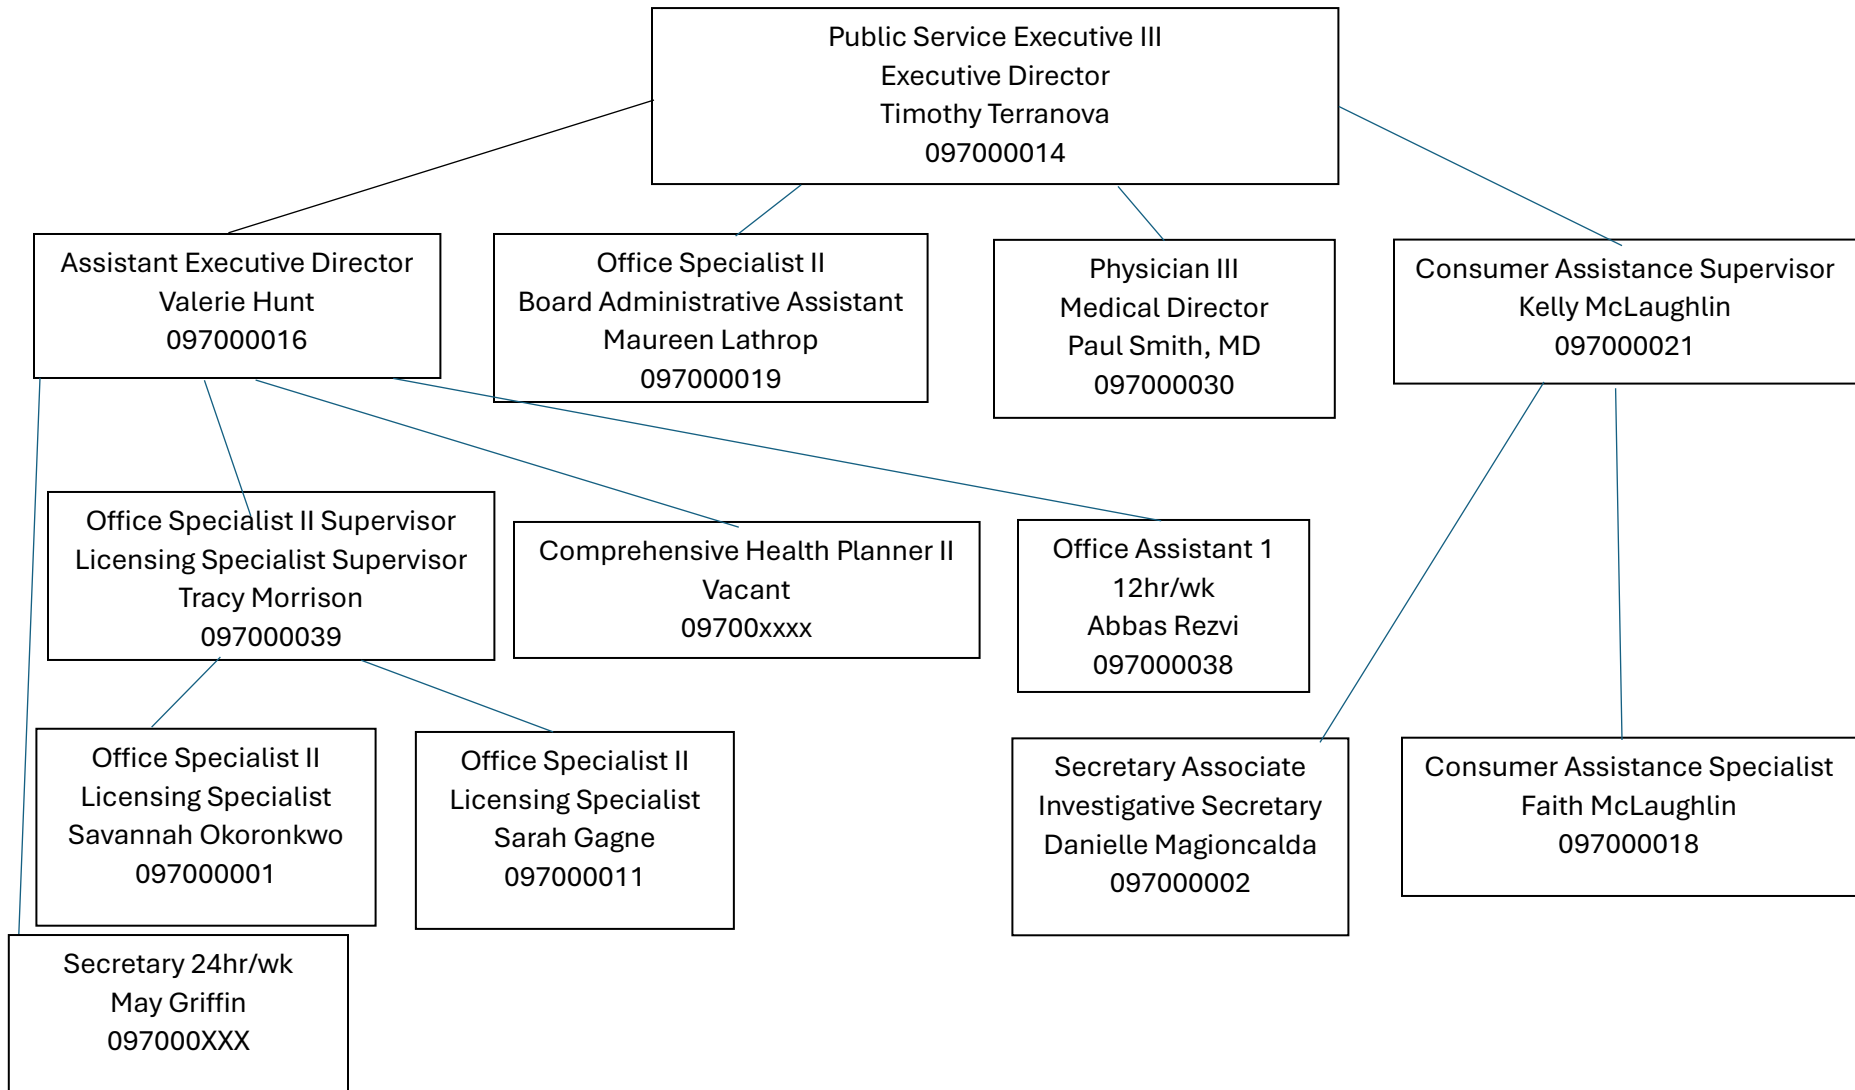 Public Service Executive III
Executive Director
Timothy Terranova
097000014
Assistant Executive Director
Valerie Hunt
097000016
Office Specialist II
Board Administrative Assistant
Maureen Lathrop
097000019
Physician III
Medical Director
Paul Smith, MD
097000030
Consumer Assistance Supervisor
Kelly McLaughlin
097000021
Office Specialist II Supervisor
Licensing Specialist Supervisor
Tracy Morrison
097000039
Comprehensive Health Planner II
Vacant
09700xxxx
Office Assistant 1
12hr/wk
Abbas Rezvi
097000038
Office Specialist II
Licensing Specialist
Savannah Okoronkwo
097000001
Office Specialist II
Licensing Specialist
Sarah Gagne
097000011
Secretary Associate
Investigative Secretary
Danielle Magioncalda
097000002
Consumer Assistance Specialist
Faith McLaughlin
097000018
Secretary 24hr/wk
May Griffin
097000XXX